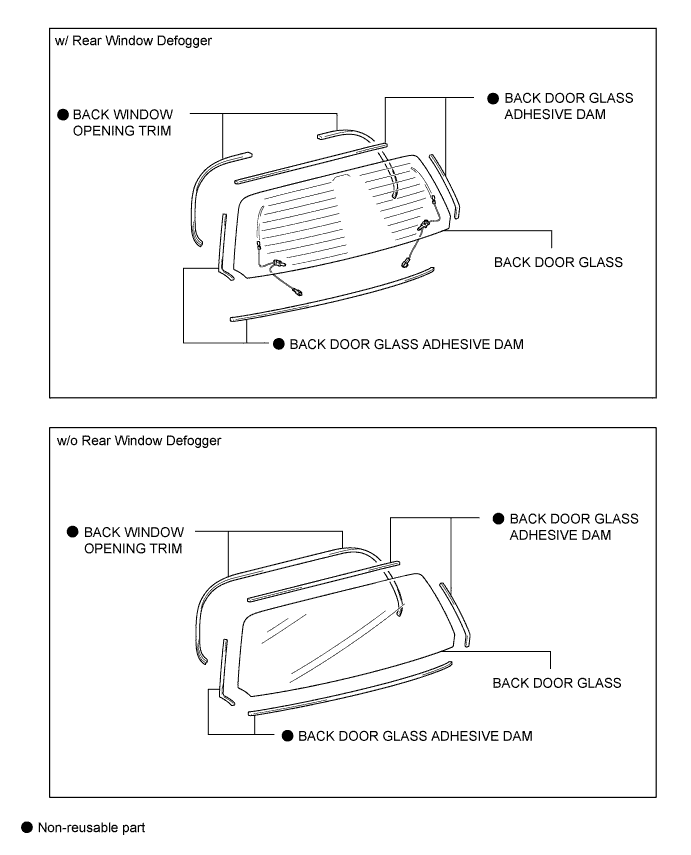 w/ Rear Window Defogger
● BACK WINDOW
OPENING TRIM
● BACK DOOR GLASS
ADHESIVE DAM
BACK DOOR GLASS
● BACK DOOR GLASS ADHESIVE DAM
w/o Rear Window Defogger
● BACK WINDOW
OPENING TRIM
● BACK DOOR GLASS
ADHESIVE DAM
BACK DOOR GLASS
● BACK DOOR GLASS ADHESIVE DAM
● Non-reusable part